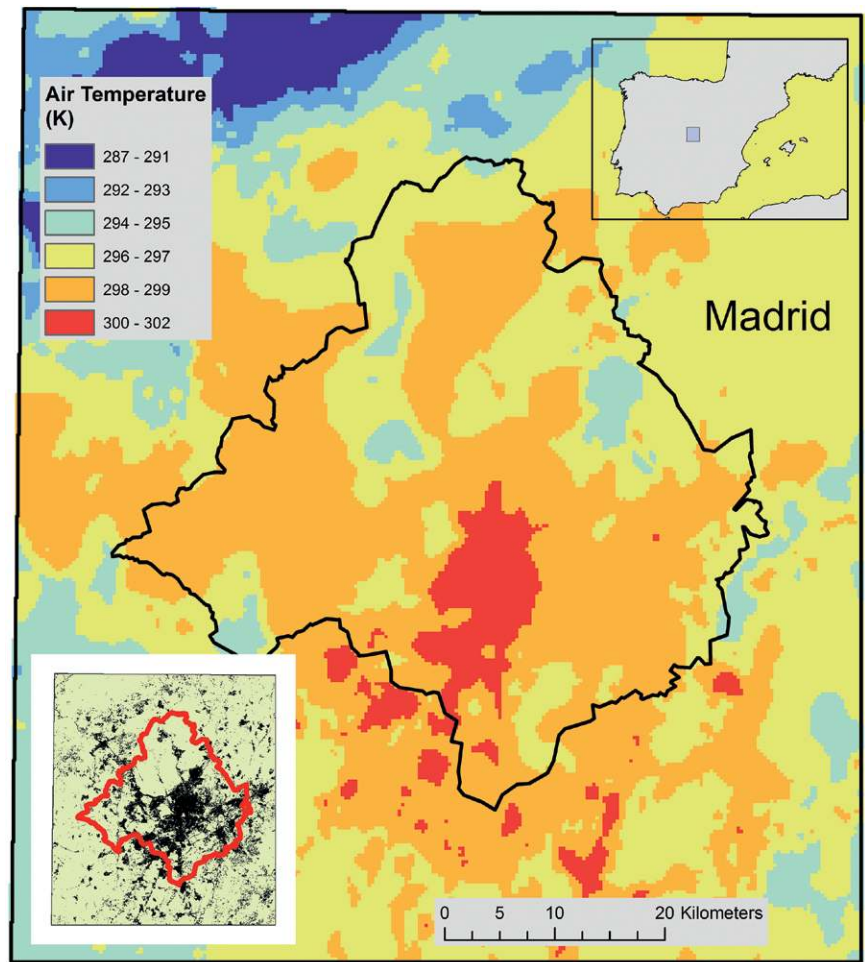 Air Temperature
(K)
287 - 291
292 - 293
294 - 295
296 - 297
298 - 299
300 - 302
Madrid
0 5 10 20 Kilometers